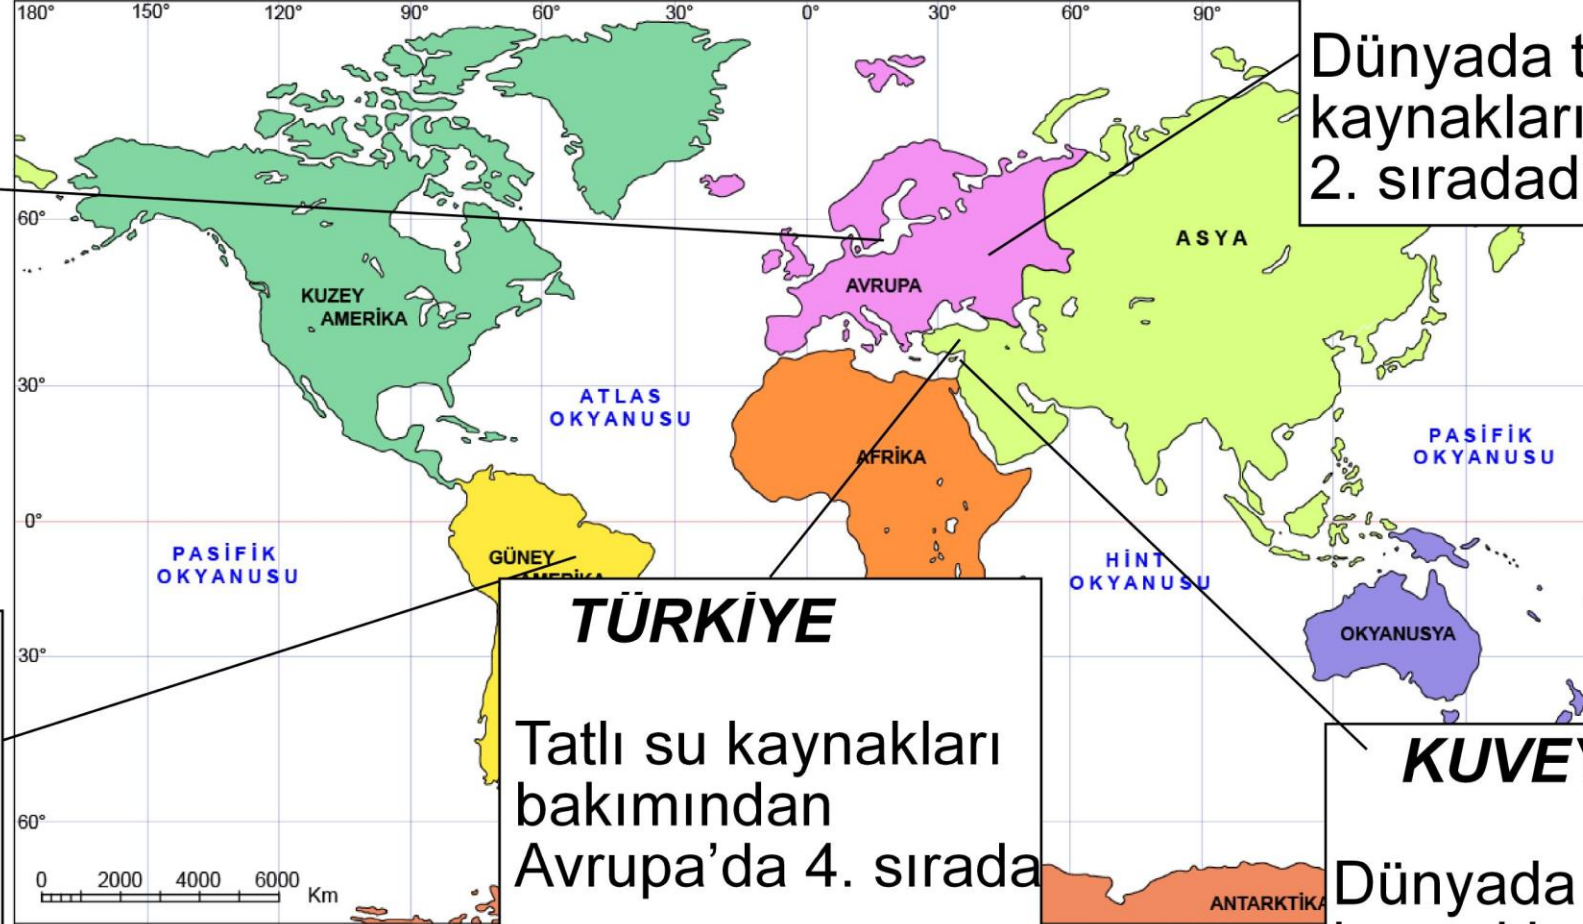 180° 150° 120° 90° 60° 30° 0° 30° 60° 90°
Dünyada
kaynakları
2. sıradad
60°
ASYA
AVRUPA
KUZEY
AMERİKA
30°
ATLAS
OKYANUSU
PASİFİK
OKYANUSU
AFRİKA
0°
PASİFİK
OKYANUSU
GÜNEY
AMERİKA
HİNT
OKYANUSU
TÜRKİYE
OKYANUSYA
30°
Tatlı su kaynakları
bakımından
Avrupa’da 4. sırada
KUVEY
60°
0 2000 4000 6000 Km
ANTARKTİKA
Dünyada